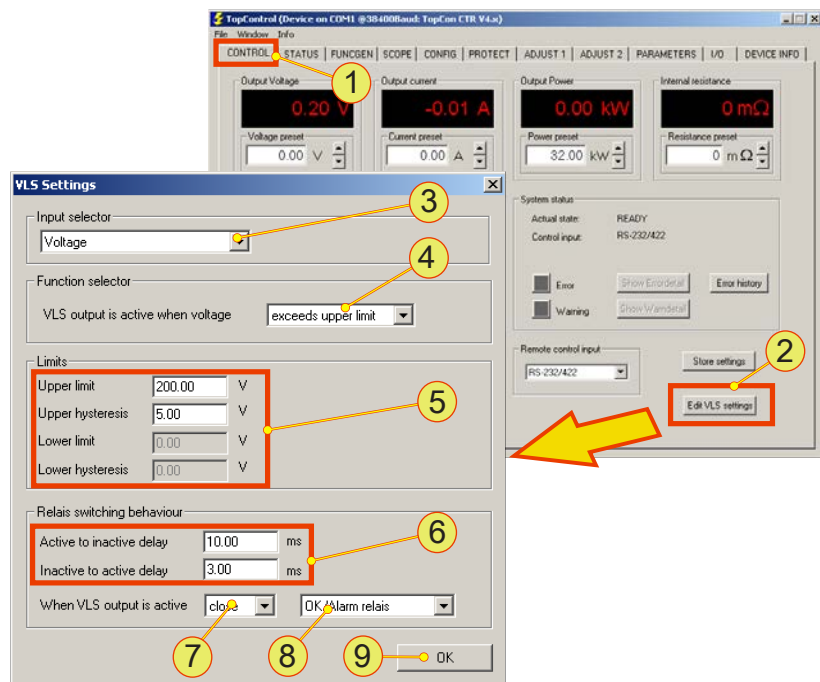 TopControl (Device on COM1 @38400Baud: TopCon CTR V4.x)
File Window Info
CONTROL STATUS FUNCGEN SCOPE CONFIG PROTECT ADJUST 1 ADJUST 2 PARAMETERS I/O DEVICE INFO
1
Output Voltage Output current Output Power Internal resistance
0.20 V -0.01 A 0.00 kW 0 mΩ
Voltage preset Current preset Power preset Resistance preset
0.00 V 0.00 A 32.00 kW 0 mΩ
System status
Actual state: READY
Control input: RS-232/422
Error Show Errordetail Error history
Warning Show Warndetail
Remote control input
RS-232/422
Store settings
2
Edit VLS settings
VLS Settings
3
Input selector
Voltage
4
Function selector
VLS output is active when voltage exceeds upper limit
Limits
Upper limit 200.00 V
Upper hysteresis 5.00 V
5
Lower limit 0.00 V
Lower hysteresis 0.00 V
Relais switching behaviour
6
Active to inactive delay 10.00 ms
Inactive to active delay 3.00 ms
When VLS output is active close OK/Alarm relais
7 8 9
OK